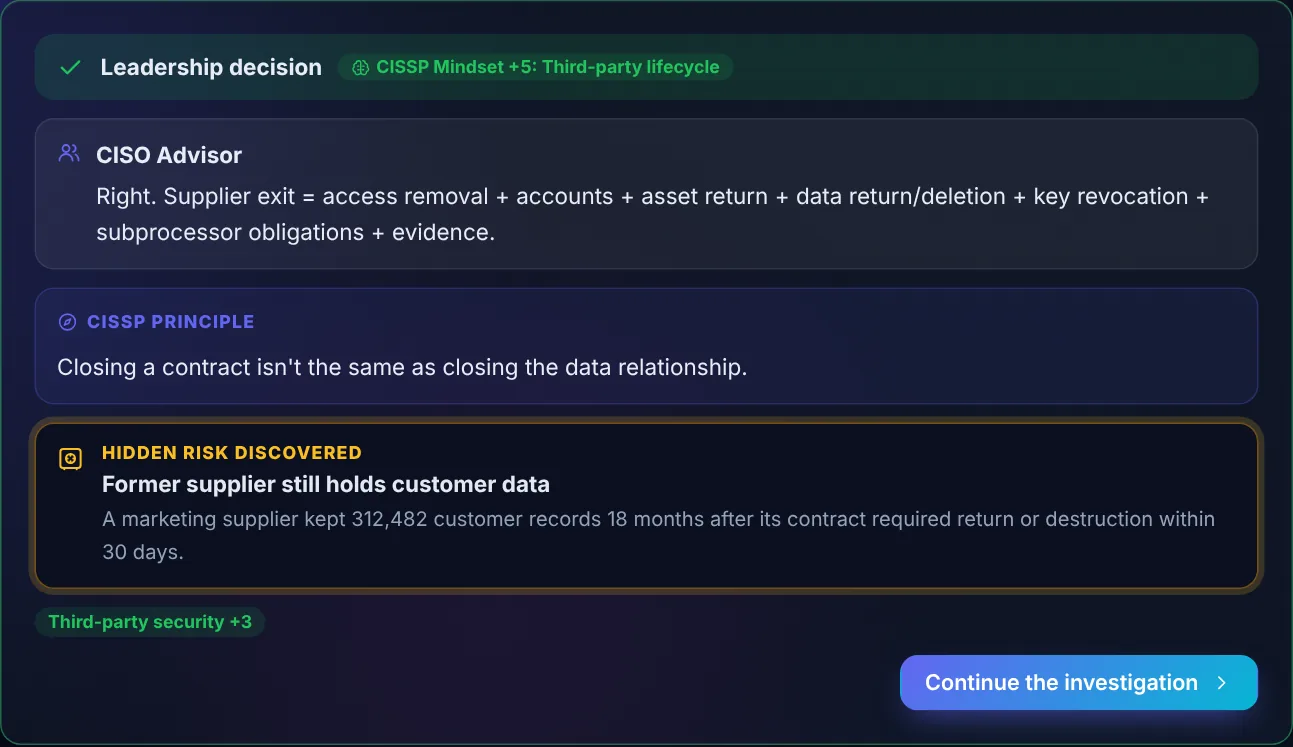 Leadership decision
CISSP Mindset +5: Third-party lifecycle
CISO Advisor
Right. Supplier exit = access removal + accounts + asset return + data return/deletion + key revocation +
subprocessor obligations + evidence.
CISSP PRINCIPLE
Closing a contract isn't the same as closing the data relationship.
HIDDEN RISK DISCOVERED
Former supplier still holds customer data
A marketing supplier kept 312,482 customer records 18 months after its contract required return or destruction within
30 days.
Third-party security +3
Continue the investigation